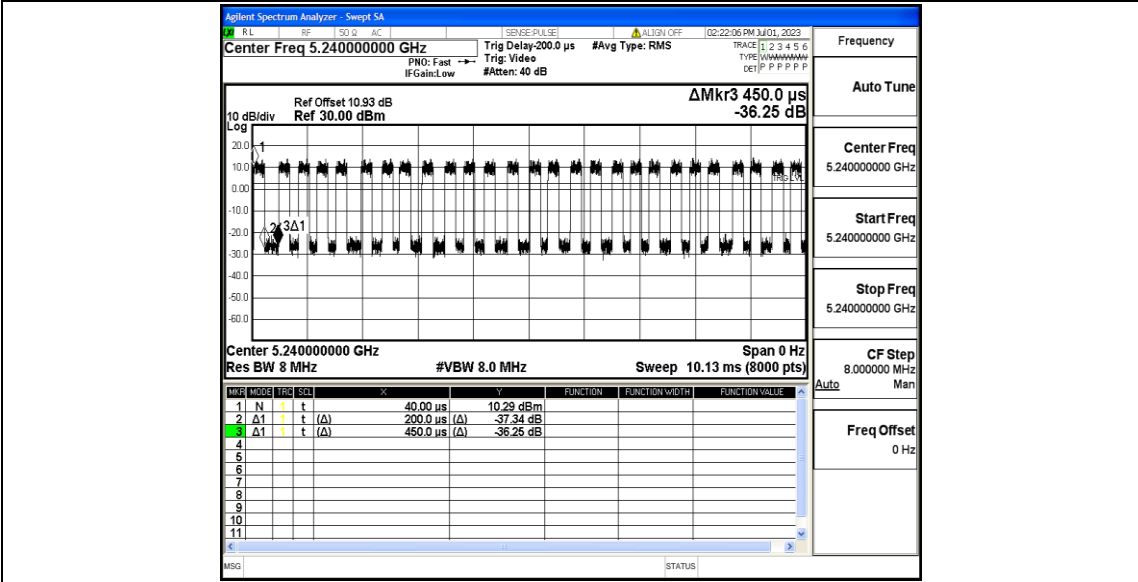 Agilent Spectrum Analyzer - Swept SA
RL RF 50 Ω AC SENSE:PULSE ALIGN OFF 02:22:06 PM Jul 01, 2023
Center Freq 5.240000000 GHz
PNO: Fast
IFGain:Low
Trig Delay-200.0 µs
Trig: Video
#Atten: 40 dB
#Avg Type: RMS
TRACE 1 2 3 4 5 6
TYPE WWWWWW
DET P P P P P P
Ref Offset 10.93 dB
Ref 30.00 dBm
10 dB/div
Log
ΔMkr3 450.0 µs
-36.25 dB
20.0
10.0
0.00
-10.0
-20.0
-30.0
-40.0
-50.0
-60.0
1
2
3Δ1
TRIG LVL
Center 5.240000000 GHz Span 0 Hz
Res BW 8 MHz #VBW 8.0 MHz Sweep 10.13 ms (8000 pts)
MKR MODE TRC SCL X Y FUNCTION FUNCTION WIDTH FUNCTION VALUE
1 N 1 t 40.00 µs 10.29 dBm
2 Δ1 1 t (Δ) 200.0 µs (Δ) -37.34 dB
3 Δ1 1 t (Δ) 450.0 µs (Δ) -36.25 dB
4
5
6
7
8
9
10
11
MSG STATUS
Frequency
Auto Tune
Center Freq
5.240000000 GHz
Start Freq
5.240000000 GHz
Stop Freq
5.240000000 GHz
CF Step
8.000000 MHz
Auto Man
Freq Offset
0 Hz